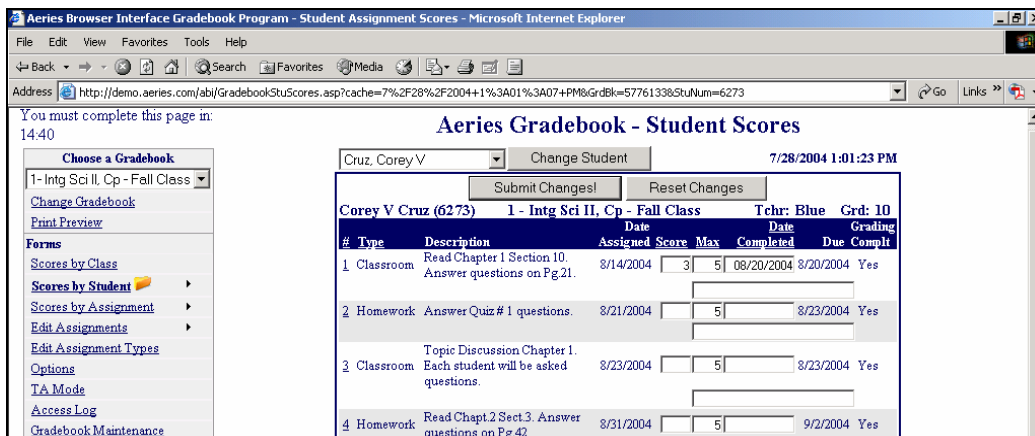 Aeries Browser Interface Gradebook Program - Student Assignment Scores - Microsoft Internet Explorer
File Edit View Favorites Tools Help
Back Search Favorites Media
Address http://demo.aeries.com/abi/GradebookStuScores.asp?cache=7%2F28%2F2004+1%3A01%3A07+PM&GrdBk=5776133&StuNum=6273 Go Links »
You must complete this page in:
14:40
Choose a Gradebook
1- Intg Sci II, Cp - Fall Class
Change Gradebook
Print Preview
Forms
Scores by Class
Scores by Student
Scores by Assignment
Edit Assignments
Edit Assignment Types
Options
TA Mode
Access Log
Gradebook Maintenance
Aeries Gradebook - Student Scores
Cruz, Corey V Change Student 7/28/2004 1:01:23 PM
Submit Changes! Reset Changes
Corey V Cruz (6273) 1 - Intg Sci II, Cp - Fall Class Tchr: Blue Grd: 10
Date Date Grading
# Type Description Assigned Score Max Completed Due Complt
Read Chapter 1 Section 10.
1 Classroom 8/14/2004 3 5 08/20/2004 8/20/2004 Yes
Answer questions on Pg.21.
2 Homework Answer Quiz # 1 questions. 8/21/2004 5 8/23/2004 Yes
Topic Discussion Chapter 1.
3 Classroom Each student will be asked 8/23/2004 5 8/23/2004 Yes
questions.
Read Chapt.2 Sect.3. Answer
4 Homework 8/31/2004 5 9/2/2004 Yes
questions on Pg.42